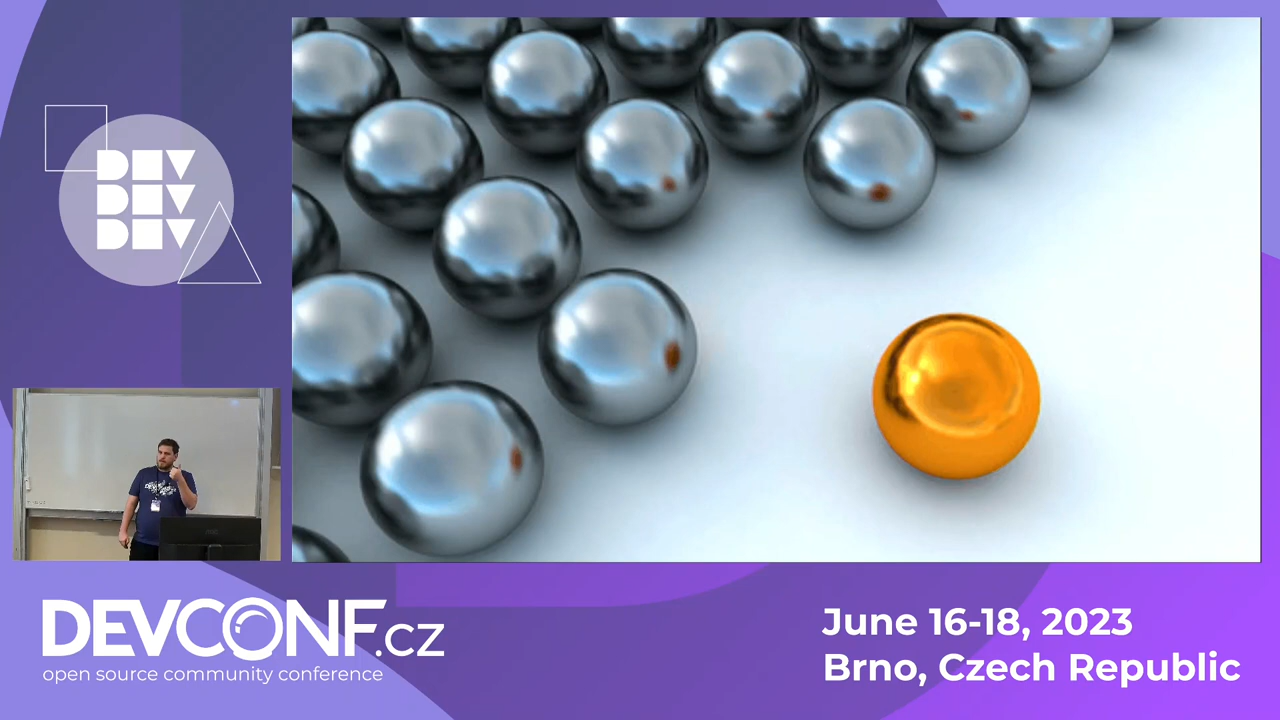 DEV
DEV
DEV
DEVCONF.cz
open source community conference
June 16-18, 2023
Brno, Czech Republic